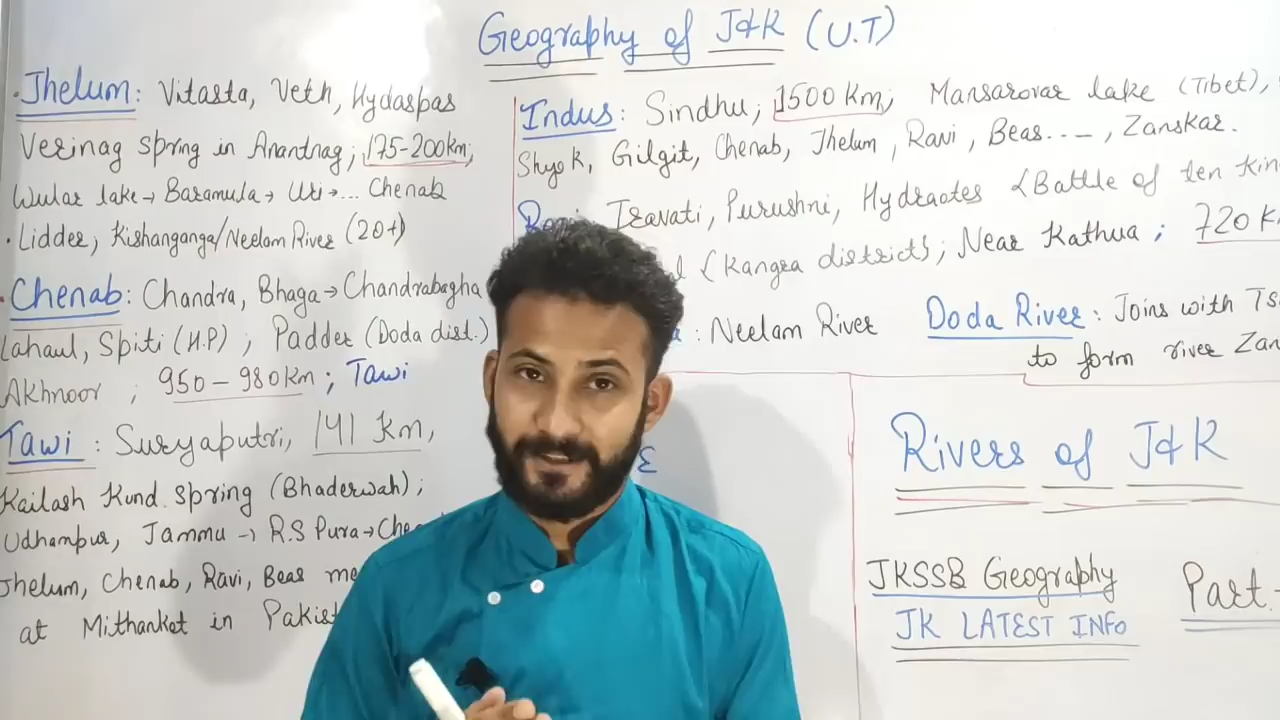 Geography of J&K (U.T)
· Jhelum: Vitasta, Veth, Hydaspas
Verinag spring in Anantnag; 175-200km;
Wular lake → Baramula → Uri → ... Chenab
· Lidder, Kishanganga/Neelam River (20+)
· Chenab: Chandra, Bhaga → Chandrabagha
Lahaul, Spiti (H.P) ; Padder (Doda dist.)
Akhnoor ; 950-980km ; Tawi
Tawi : Suryaputri, 141 Km,
Kailash Kund. spring (Bhaderwah) ;
Udhampur, Jammu → R.S Pura → Che
Jhelum, Chenab, Ravi, Beas me
at Mithanket in Pakist
Indus: Sindhu, 1500 Km, Mansarovar lake (Tibet),
Shyok, Gilgit, Chenab, Jhelum, Ravi, Beas..--, Zanskar.
Iravati, Purushni, Hydraotes (Battle of ten Kin
(Kangra district); Near Kathua ; 720 K
: Neelam River
Doda River : Joins with Ts
to form river Zan
Rivers of J&K
JKSSB Geography
JK LATEST INFO
Part-